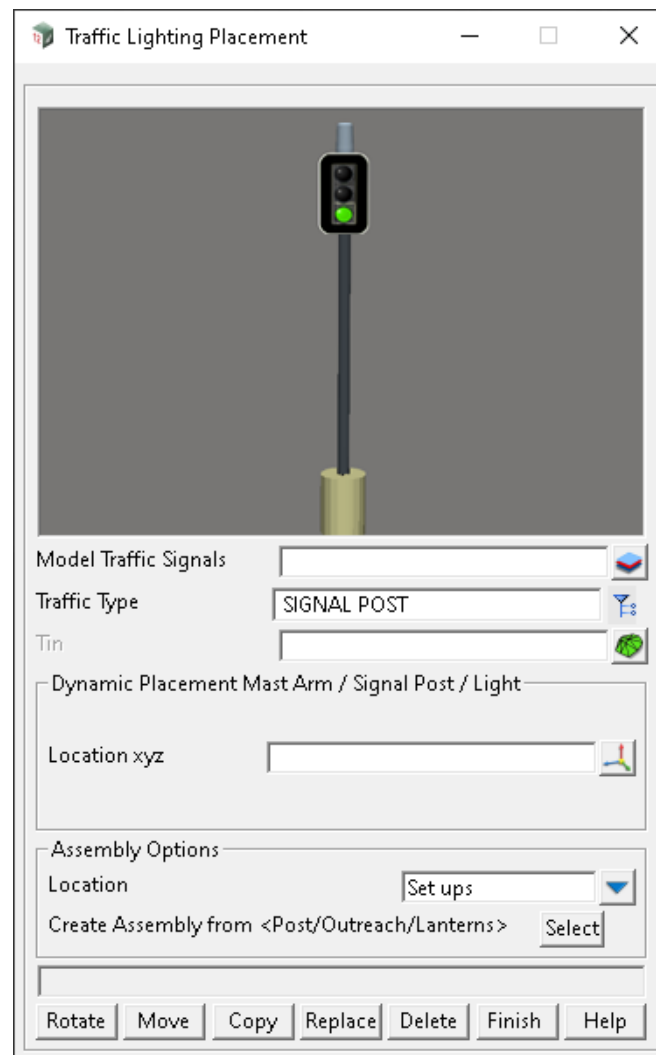 Traffic Lighting Placement
Model Traffic Signals
Traffic Type SIGNAL POST
Tin
Dynamic Placement Mast Arm / Signal Post / Light
Location xyz
Assembly Options
Location Set ups
Create Assembly from <Post/Outreach/Lanterns> Select
Rotate Move Copy Replace Delete Finish Help